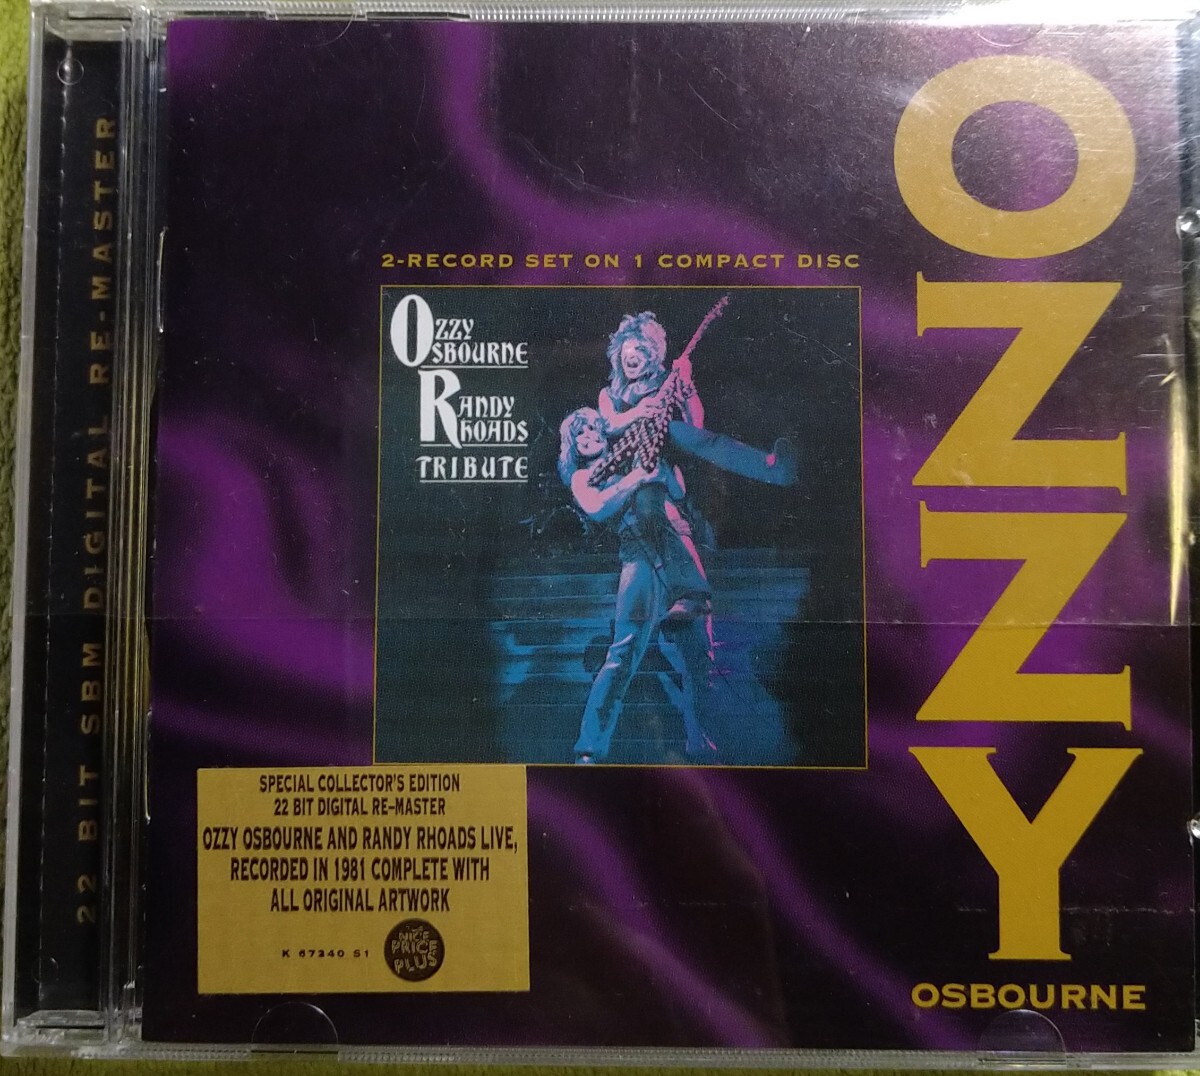 22 BIT SBM DIGITAL RE-MASTER
2-RECORD SET ON 1 COMPACT DISC
OZZY
OSBOURNE
RANDY
RHOADS
TRIBUTE
OZZY
OSBOURNE
SPECIAL COLLECTOR'S EDITION
22 BIT DIGITAL RE-MASTER
OZZY OSBOURNE AND RANDY RHOADS LIVE,
RECORDED IN 1981 COMPLETE WITH
ALL ORIGINAL ARTWORK
K 67240 S1
NICE
PRICE
PLUS